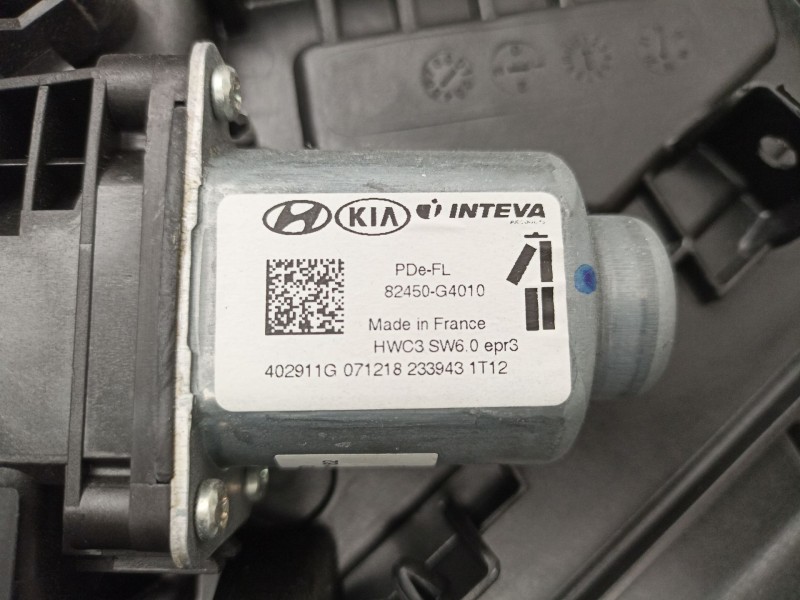 KIA INTEVA
PDe-FL
82450-G4010
Made in France
HWC3 SW6.0 epr3
402911G 071218 233943 1T12